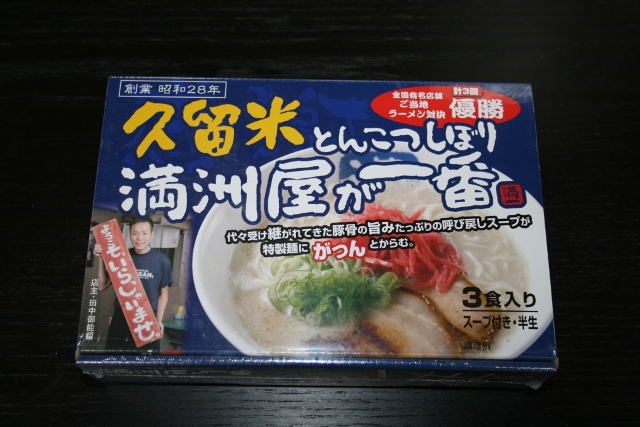 創業 昭和28年
全国有名店舗
ご当地
ラーメン対決
計3回
優勝
久留米とんこつしぼり
満洲屋が一番
代々受け継がれてきた豚骨の旨みたっぷりの呼び戻しスープが
特製麺にがっんとからむ。
ようこそいらっしゃいませ。
店主・田中
3食入り
スープ付き・半生
調理例